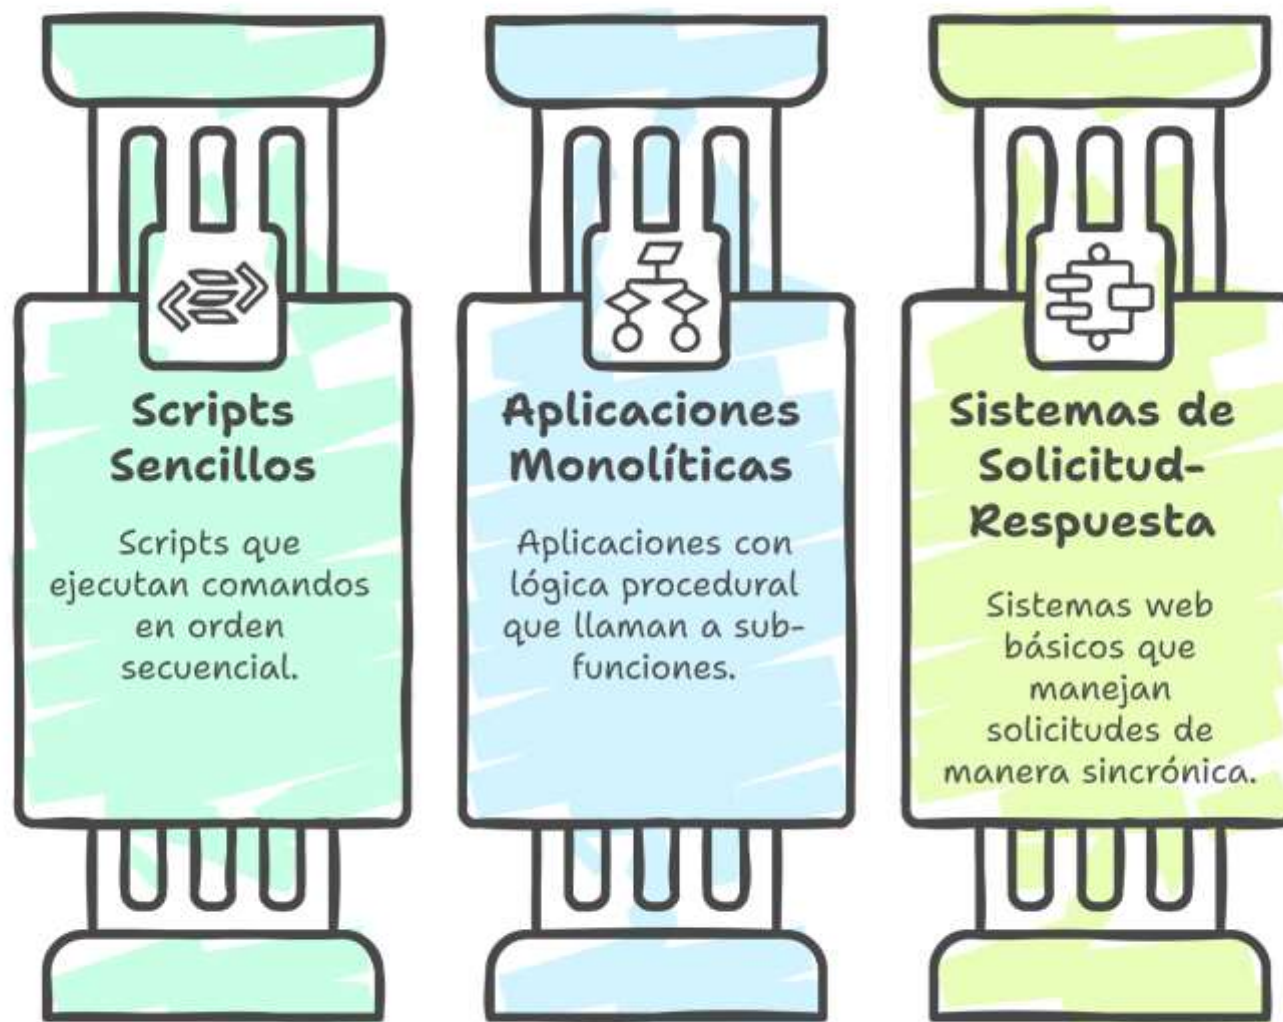 Scripts
Sencillos
Scripts que
ejecutan comandos
en orden
secuencial.
Aplicaciones
Monolíticas
Aplicaciones con
lógica procedural
que llaman a sub-
funciones.
Sistemas de
Solicitud-
Respuesta
Sistemas web
básicos que
manejan
solicitudes de
manera sincrónica.